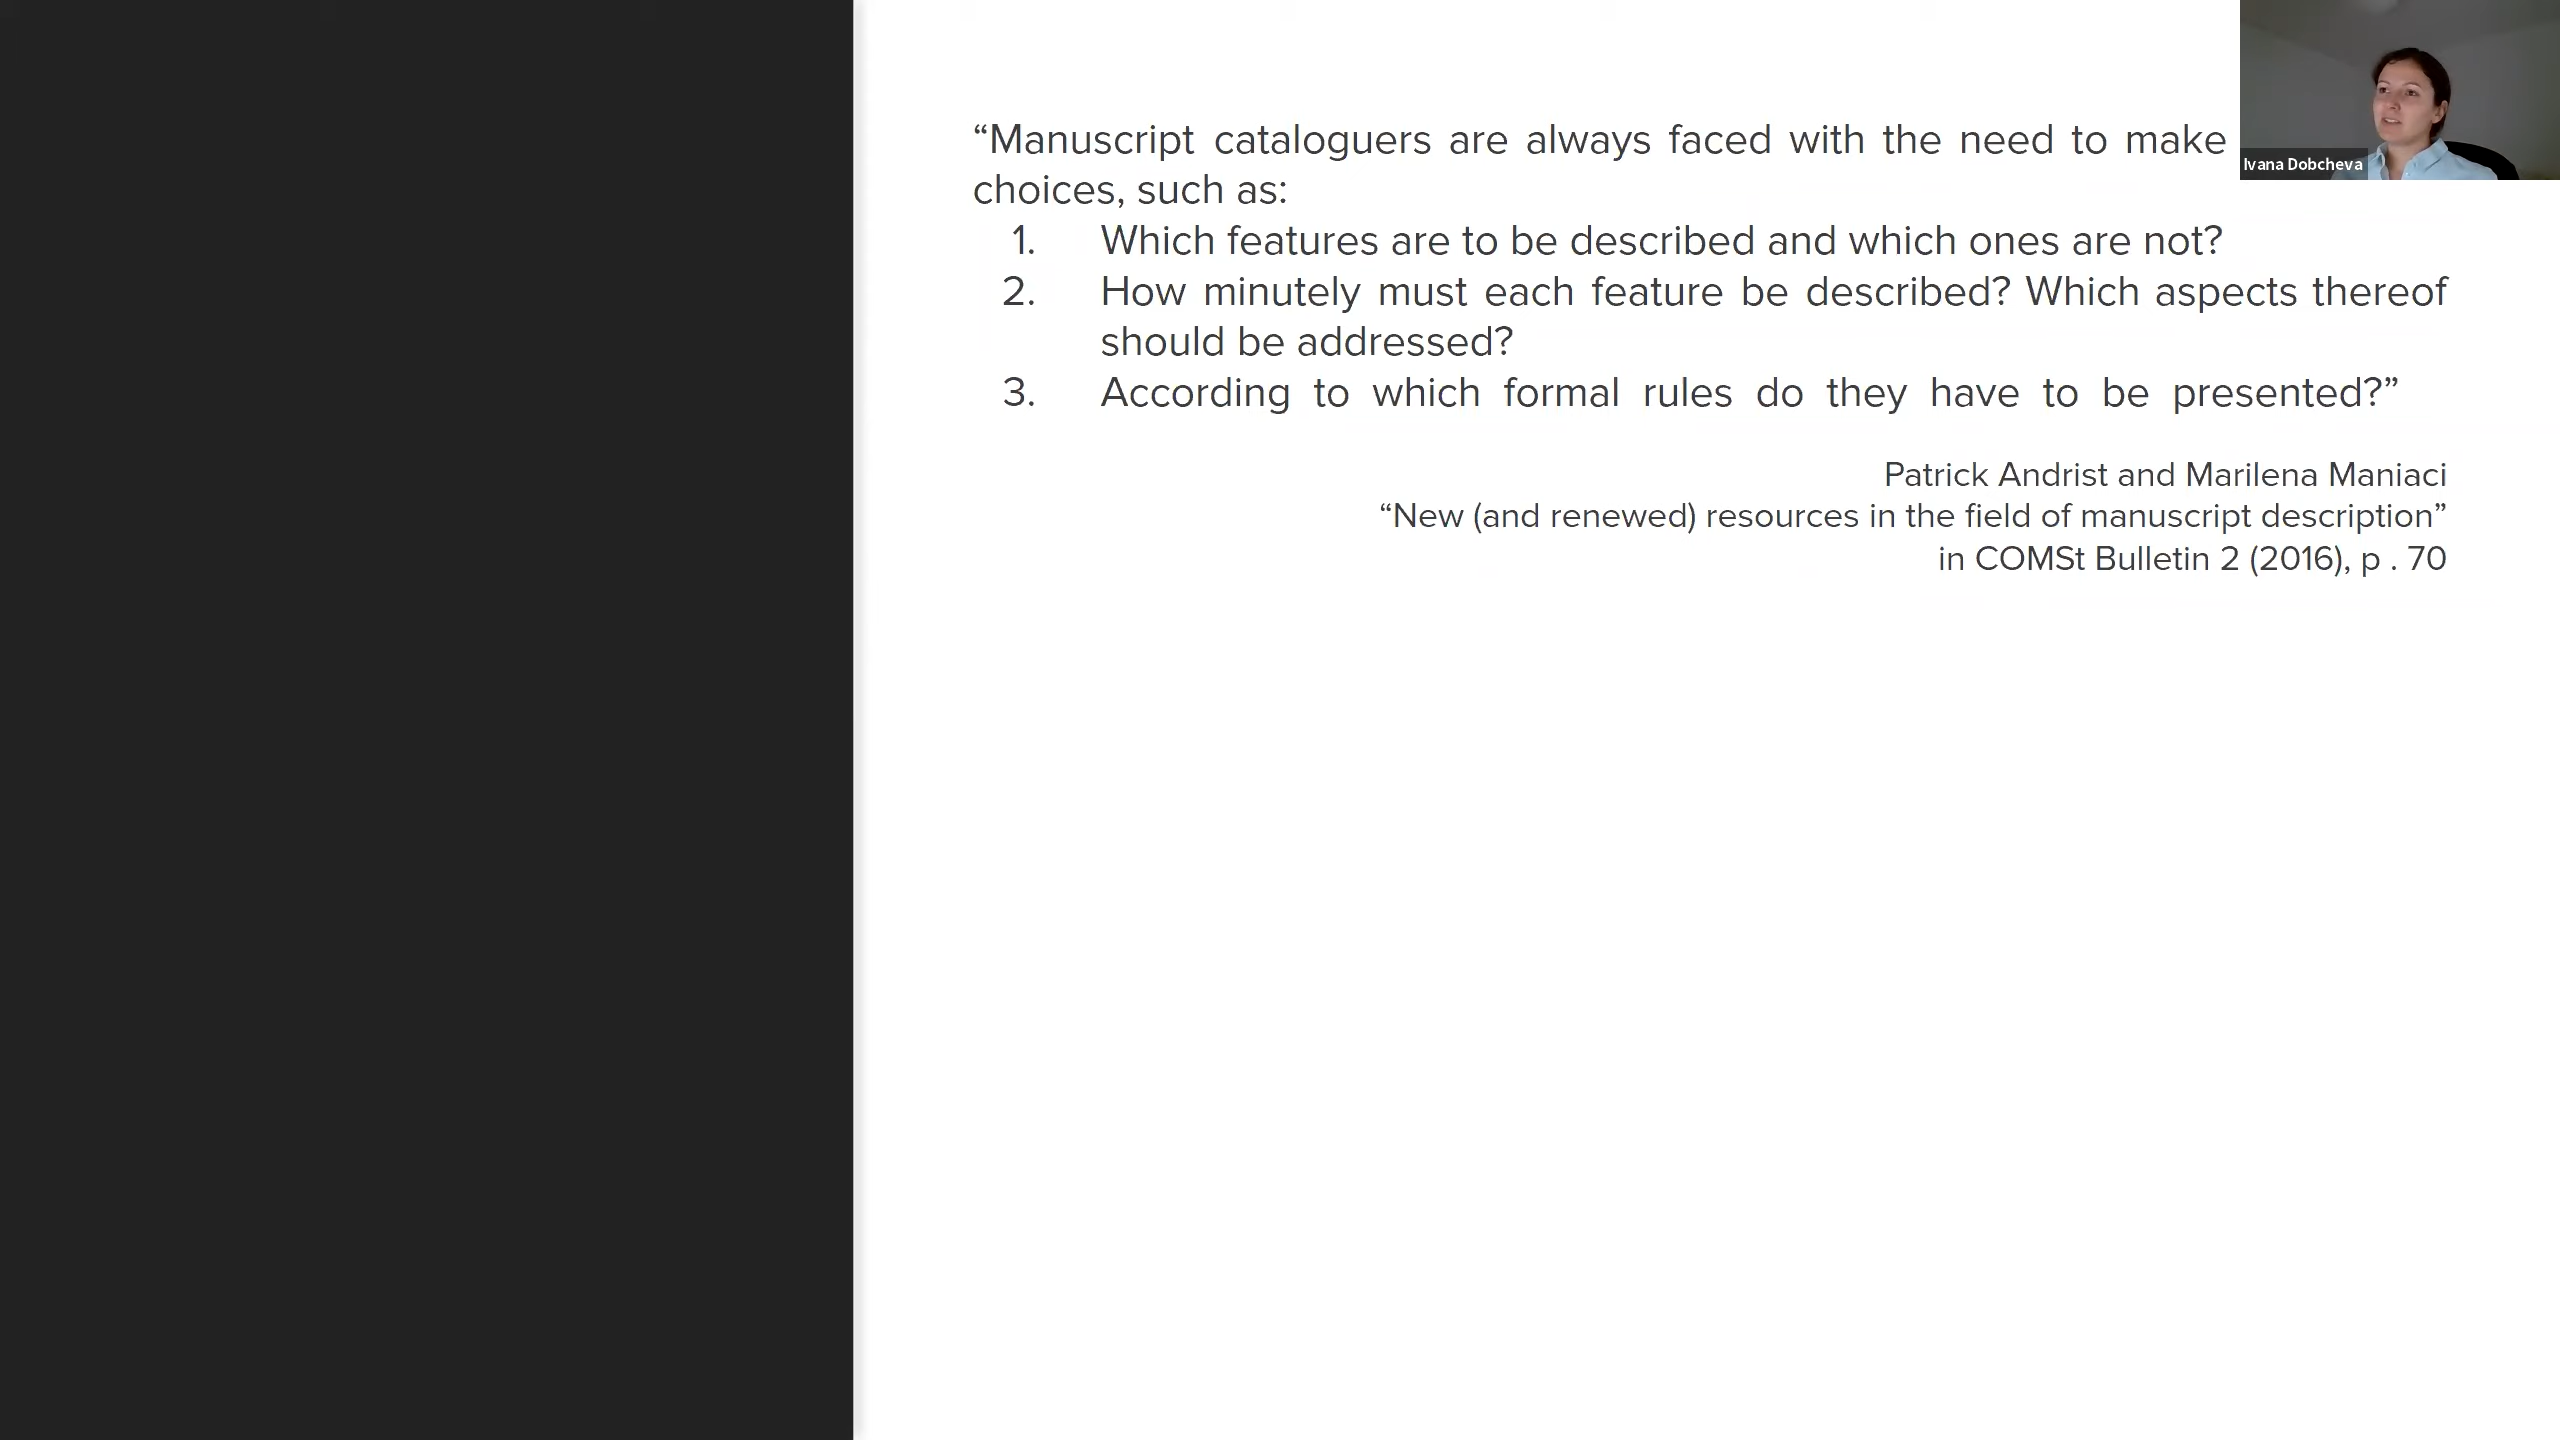 “Manuscript cataloguers are always faced with the need to make
choices, such as:
1. Which features are to be described and which ones are not?
2. How minutely must each feature be described? Which aspects thereof
should be addressed?
3. According to which formal rules do they have to be presented?”
Patrick Andrist and Marilena Maniaci
“New (and renewed) resources in the field of manuscript description”
in COMSt Bulletin 2 (2016), p . 70
Ivana Dobcheva